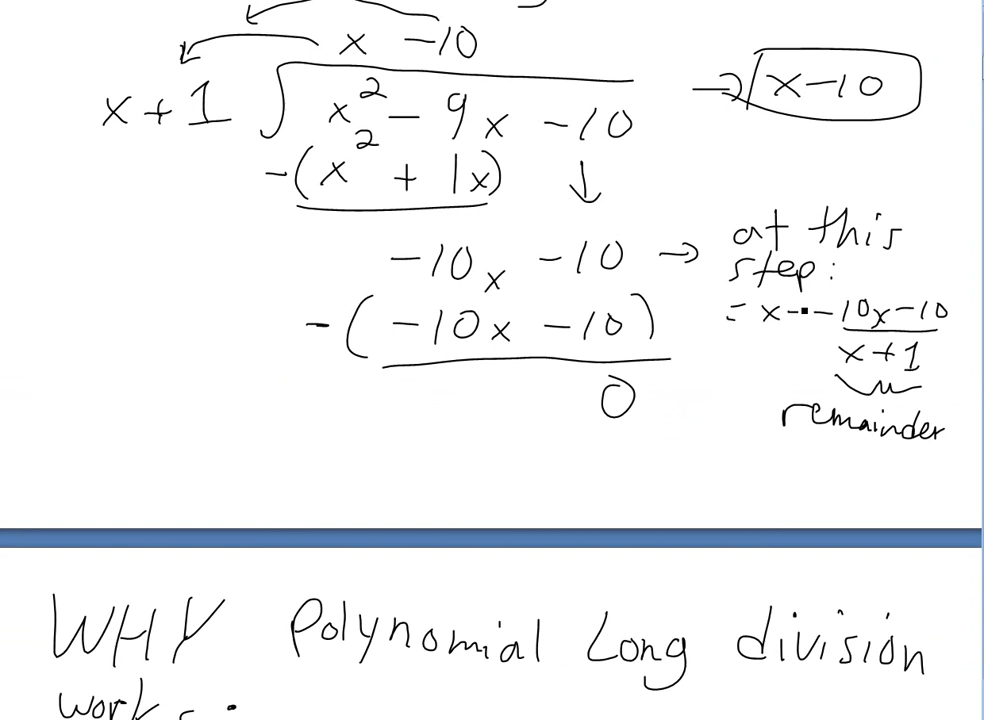 x -10
x + 1 x² - 9x -10 → x-10
-(x² + 1x) ↓
-10x -10 → at this
step:
= x - - 10x-10
-(-10x -10)
x+1
0
remainder
WHY Polynomial Long division
works: